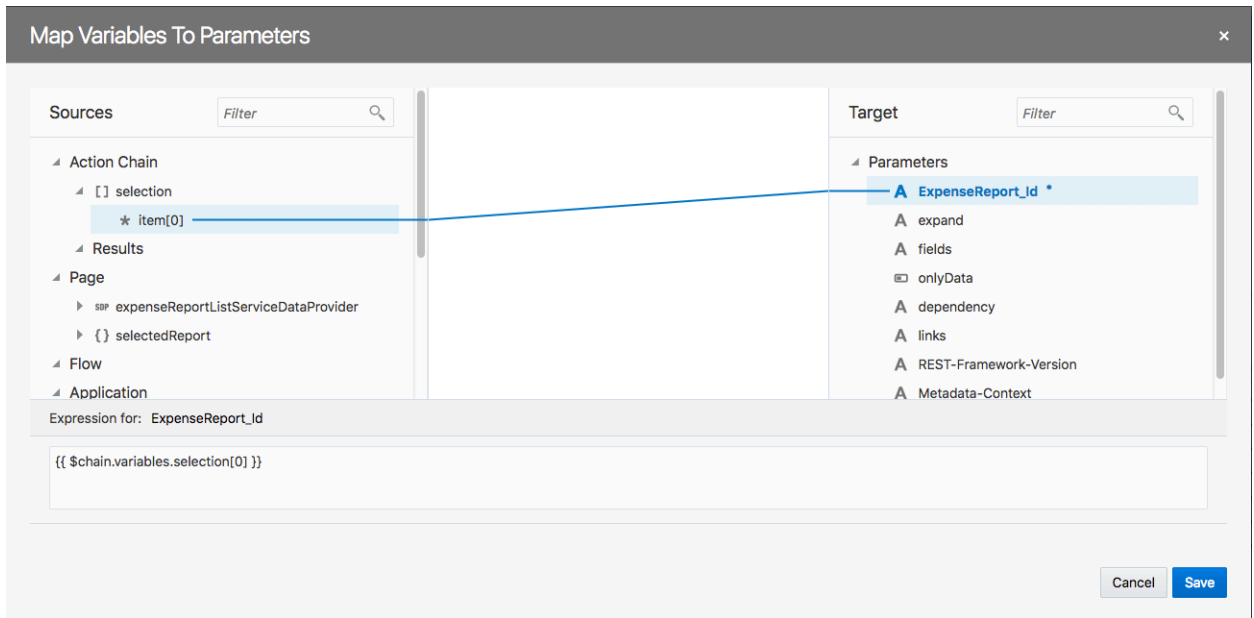 Map Variables To Parameters
×
Sources
Filter
Action Chain
[ ] selection
* item[0]
Results
Page
SDP expenseReportListServiceDataProvider
{ } selectedReport
Flow
Application
Target
Filter
Parameters
A ExpenseReport_Id *
A expand
A fields
onlyData
A dependency
A links
A REST-Framework-Version
A Metadata-Context
Expression for: ExpenseReport_Id
{{ $chain.variables.selection[0] }}
Cancel Save